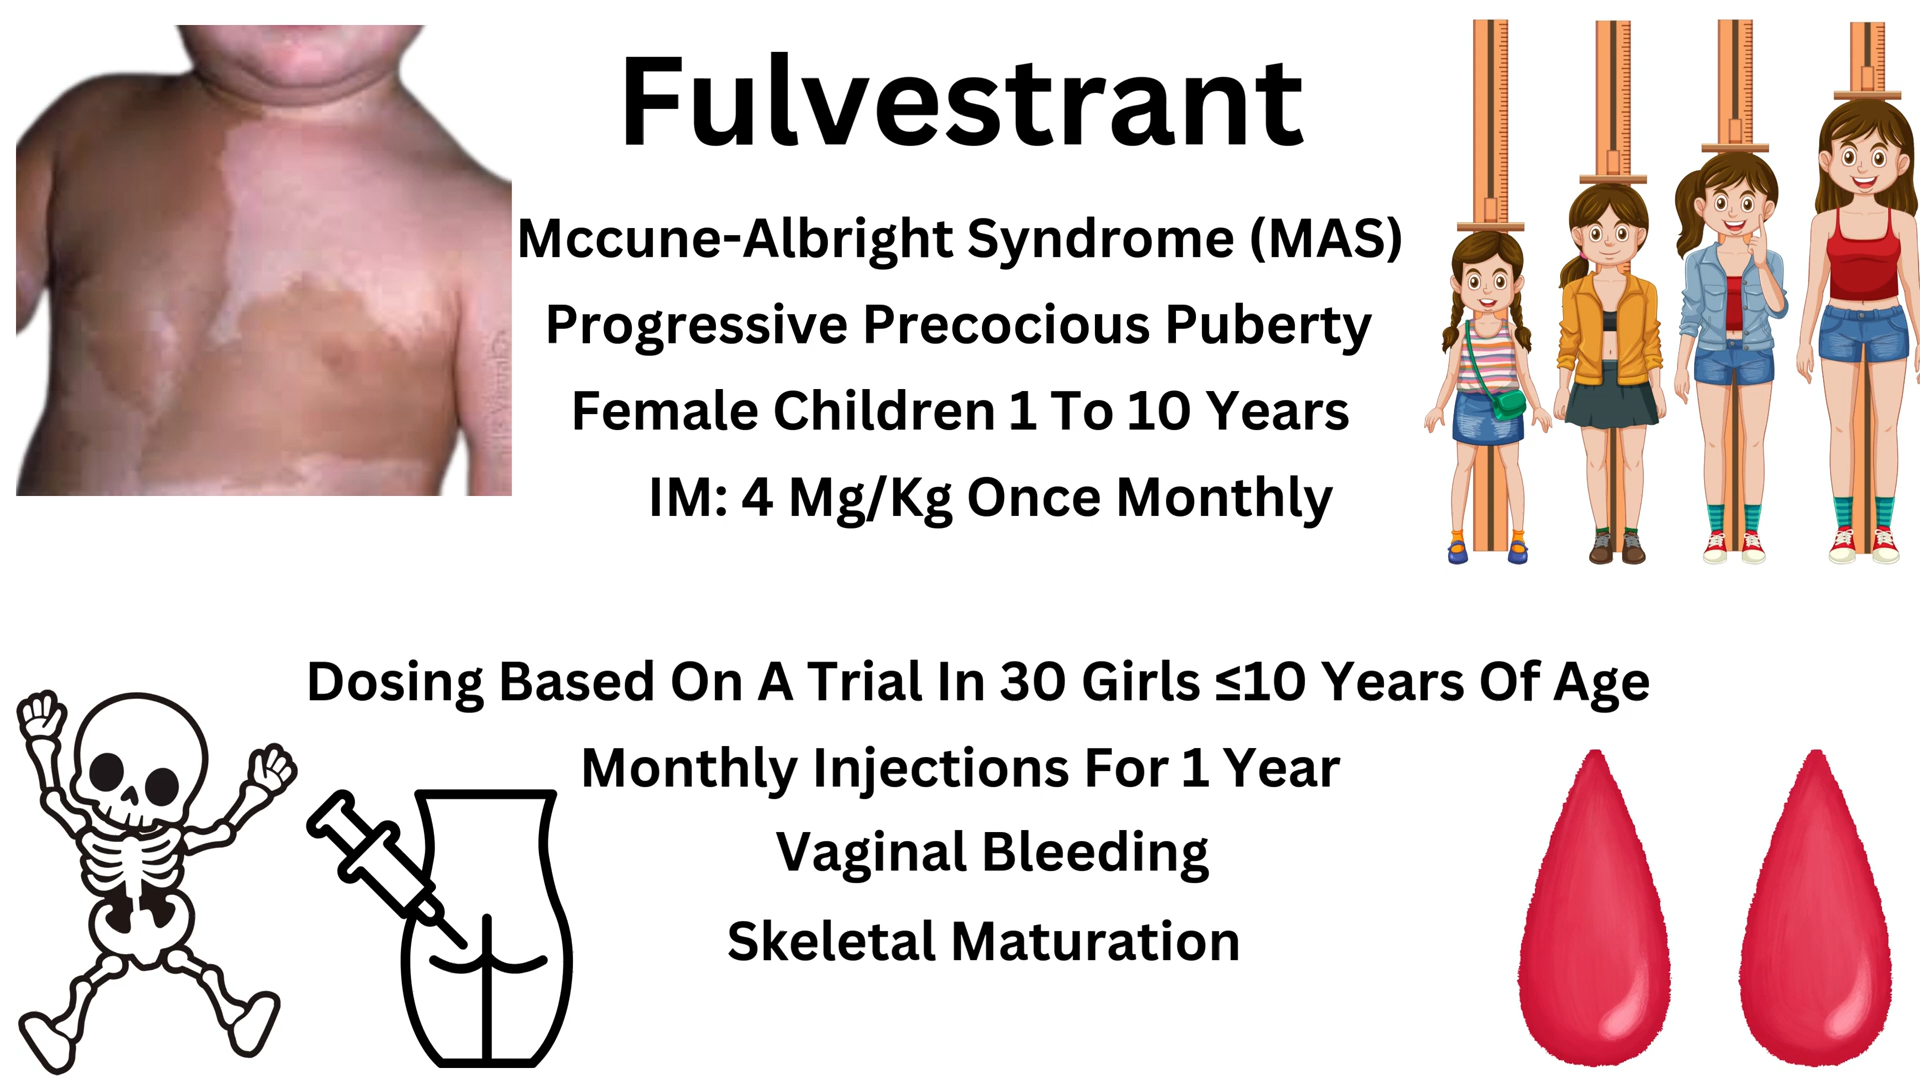 Fulvestrant
Mccune-Albright Syndrome (MAS)
Progressive Precocious Puberty
Female Children 1 To 10 Years
IM: 4 Mg/Kg Once Monthly
Dosing Based On A Trial In 30 Girls ≤10 Years Of Age
Monthly Injections For 1 Year
Vaginal Bleeding
Skeletal Maturation